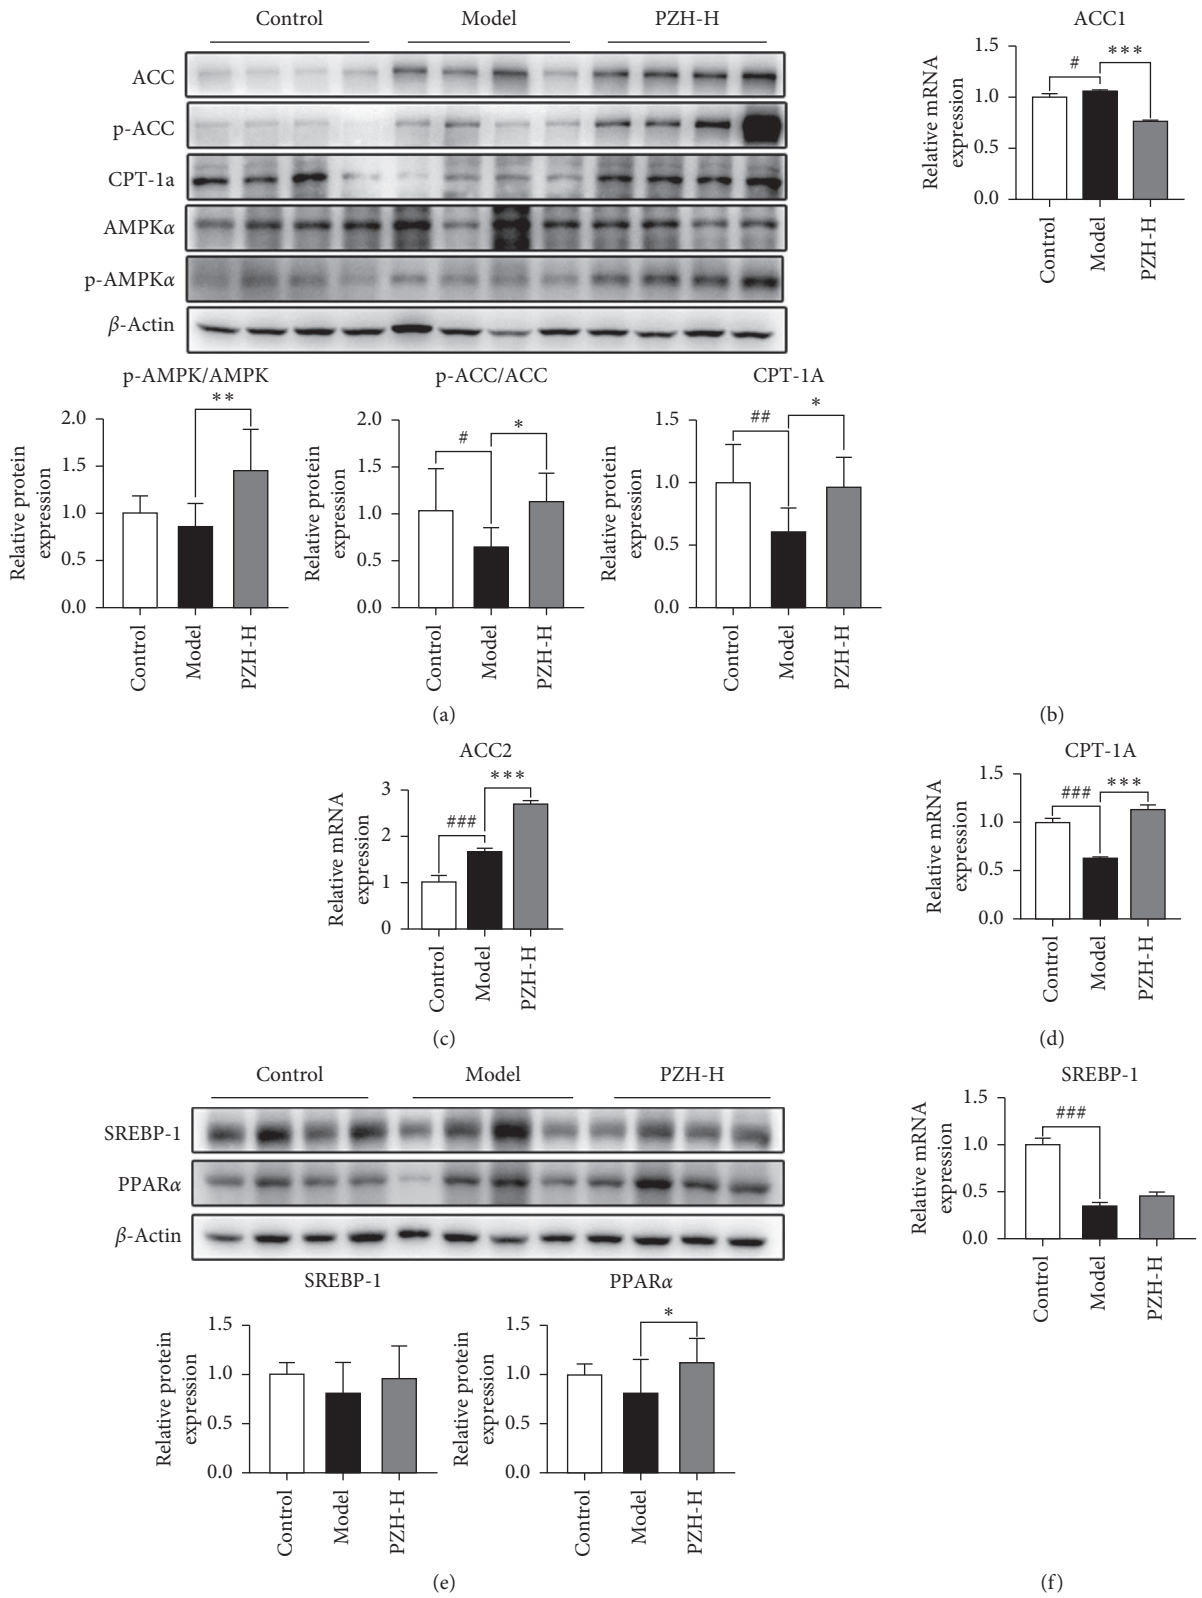 Control Model PZH-H
ACC
p-ACC
CPT-1a
AMPKα
p-AMPKα
β-Actin
ACC1
Relative mRNA
expression
1.5
1.0
0.5
0.0
#
***
Control
Model
PZH-H
p-AMPK/AMPK
Relative protein
expression
2.0
1.5
1.0
0.5
0.0
**
Control
Model
PZH-H
p-ACC/ACC
Relative protein
expression
2.0
1.5
1.0
0.5
0.0
#
*
Control
Model
PZH-H
CPT-1A
Relative protein
expression
1.5
1.0
0.5
0.0
##
*
Control
Model
PZH-H
(a)
(b)
ACC2
Relative mRNA
expression
3
2
1
0
###
***
Control
Model
PZH-H
(c)
CPT-1A
Relative mRNA
expression
1.5
1.0
0.5
0.0
###
***
Control
Model
PZH-H
(d)
Control Model PZH-H
SREBP-1
PPARα
β-Actin
SREBP-1
Relative mRNA
expression
1.5
1.0
0.5
0.0
###
Control
Model
PZH-H
SREBP-1
Relative protein
expression
1.5
1.0
0.5
0.0
Control
Model
PZH-H
PPARα
Relative protein
expression
1.5
1.0
0.5
0.0
*
Control
Model
PZH-H
(e)
(f)